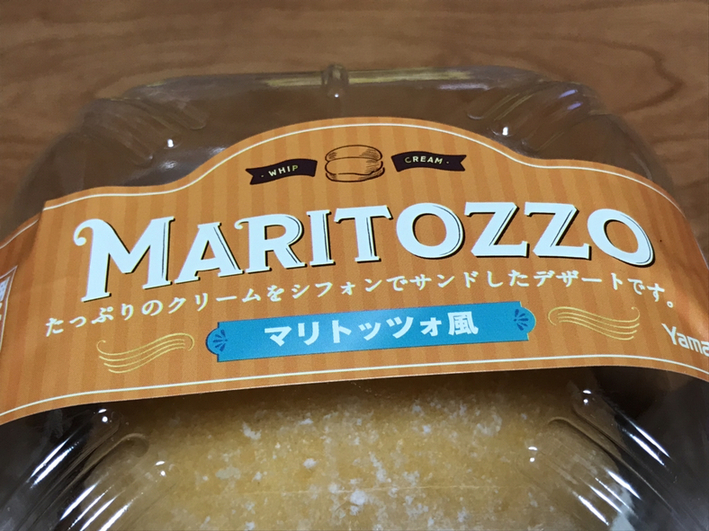 WHIP CREAM
MARITOZZO
たっぷりのクリームをシフォンでサンドしたデザートです。
マリトッツォ風
Yama